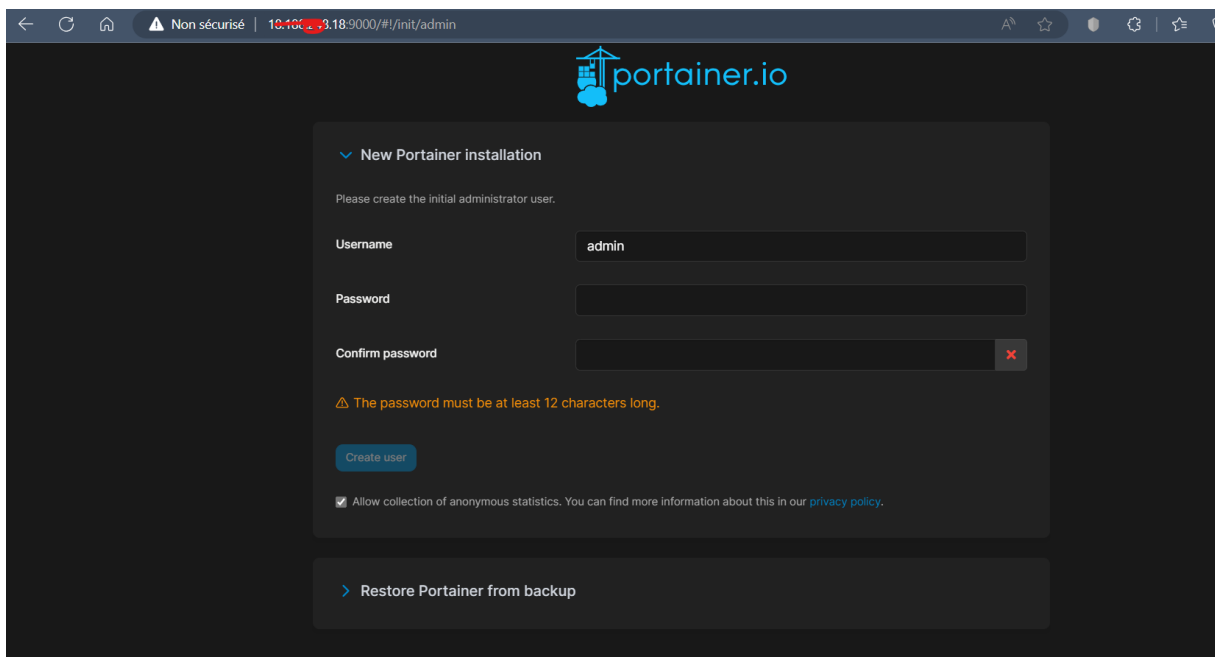 Non sécurisé | .18:9000/#!/init/admin
portainer.io
New Portainer installation
Please create the initial administrator user.
Username
admin
Password
Confirm password
The password must be at least 12 characters long.
Create user
Allow collection of anonymous statistics. You can find more information about this in our privacy policy.
Restore Portainer from backup